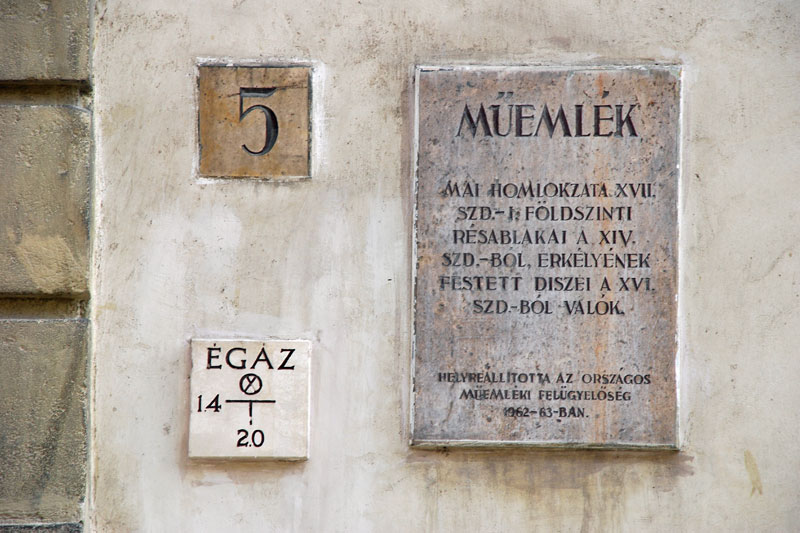 5
MŰEMLÉK
MAI HOMLOKZATA XVII.
SZD.-I, FÖLDSZINTI
RÉSABLAKAI A XIV.
SZD.-BÓL, ERKÉLYÉNEK
FESTETT DISZEI A XVI.
SZD.-BÓL VALÓK.
HELYREÁLLÍTOTTA AZ ORSZÁGOS
MŰEMLÉKI FELÜGYELŐSÉG
1962-63-BAN.
ÉGÁZ
1.4
2.0